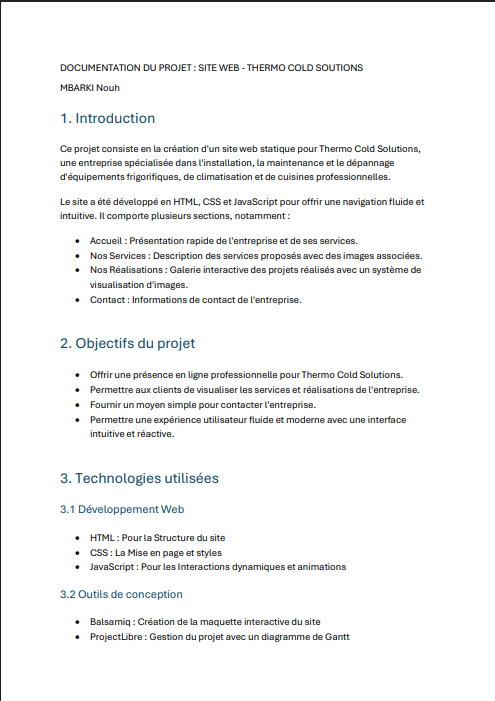 DOCUMENTATION DU PROJET : SITE WEB - THERMO COLD SOUTIONS
MBARKI Nouh
1. Introduction
Ce projet consiste en la création d'un site web statique pour Thermo Cold Solutions,
une entreprise spécialisée dans l'installation, la maintenance et le dépannage
d'équipements frigorifiques, de climatisation et de cuisines professionnelles.
Le site a été développé en HTML, CSS et JavaScript pour offrir une navigation fluide et
intuitive. Il comporte plusieurs sections, notamment :
• Accueil : Présentation rapide de l'entreprise et de ses services.
• Nos Services : Description des services proposés avec des images associées.
• Nos Réalisations : Galerie interactive des projets réalisés avec un système de
visualisation d'images.
• Contact : Informations de contact de l'entreprise.
2. Objectifs du projet
• Offrir une présence en ligne professionnelle pour Thermo Cold Solutions.
• Permettre aux clients de visualiser les services et réalisations de l'entreprise.
• Fournir un moyen simple pour contacter l'entreprise.
• Permettre une expérience utilisateur fluide et moderne avec une interface
intuitive et réactive.
3. Technologies utilisées
3.1 Développement Web
• HTML : Pour la Structure du site
• CSS : La Mise en page et styles
• JavaScript : Pour les Interactions dynamiques et animations
3.2 Outils de conception
• Balsamiq : Création de la maquette interactive du site
• ProjectLibre : Gestion du projet avec un diagramme de Gantt